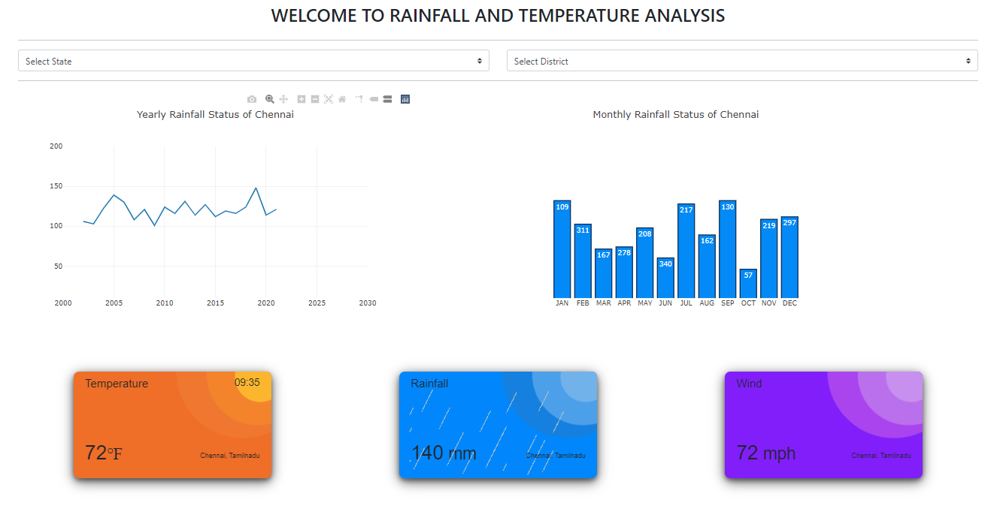 WELCOME TO RAINFALL AND TEMPERATURE ANALYSIS
Select State
Select District
Yearly Rainfall Status of Chennai
200
150
100
50
2000 2005 2010 2015 2020 2025 2030
Monthly Rainfall Status of Chennai
109 311 167 278 208 340 217 162 130 57 219 297
JAN FEB MAR APR MAY JUN JUL AUG SEP OCT NOV DEC
Temperature 09:35
72°F Chennai, Tamilnadu
Rainfall
140 mm Chennai, Tamilnadu
Wind
72 mph Chennai, Tamilnadu